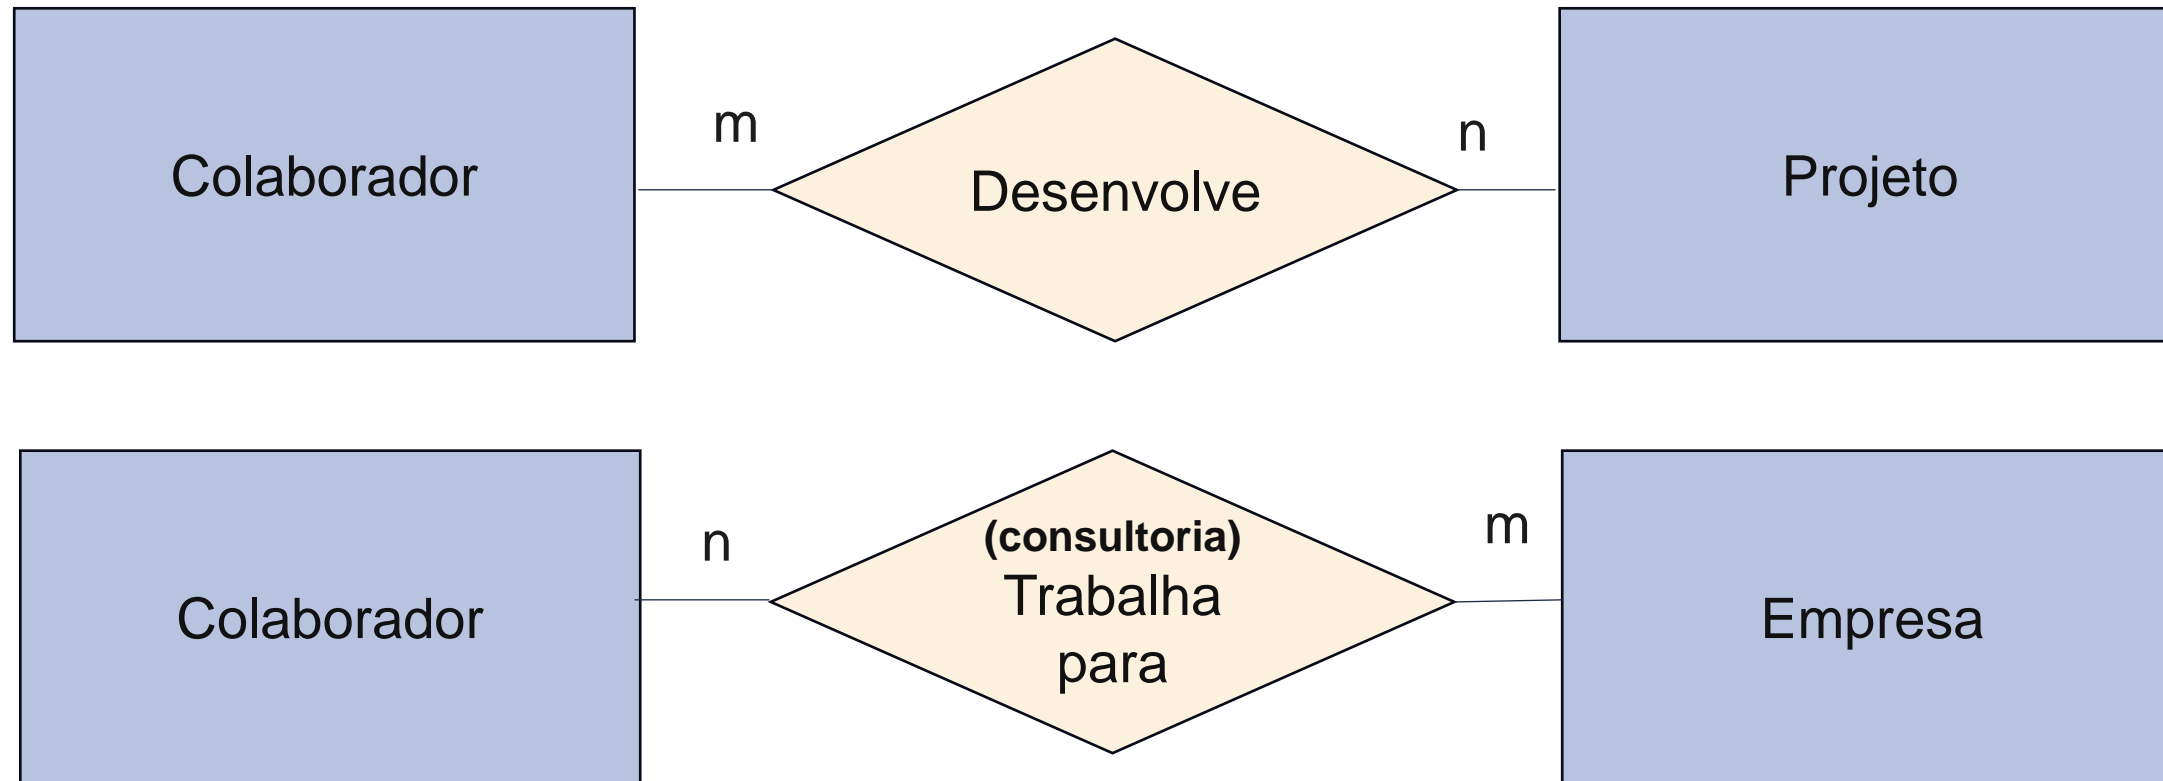 Colaborador
m
Desenvolve
n
Projeto
Colaborador
n
(consultoria)
Trabalha
para
m
Empresa